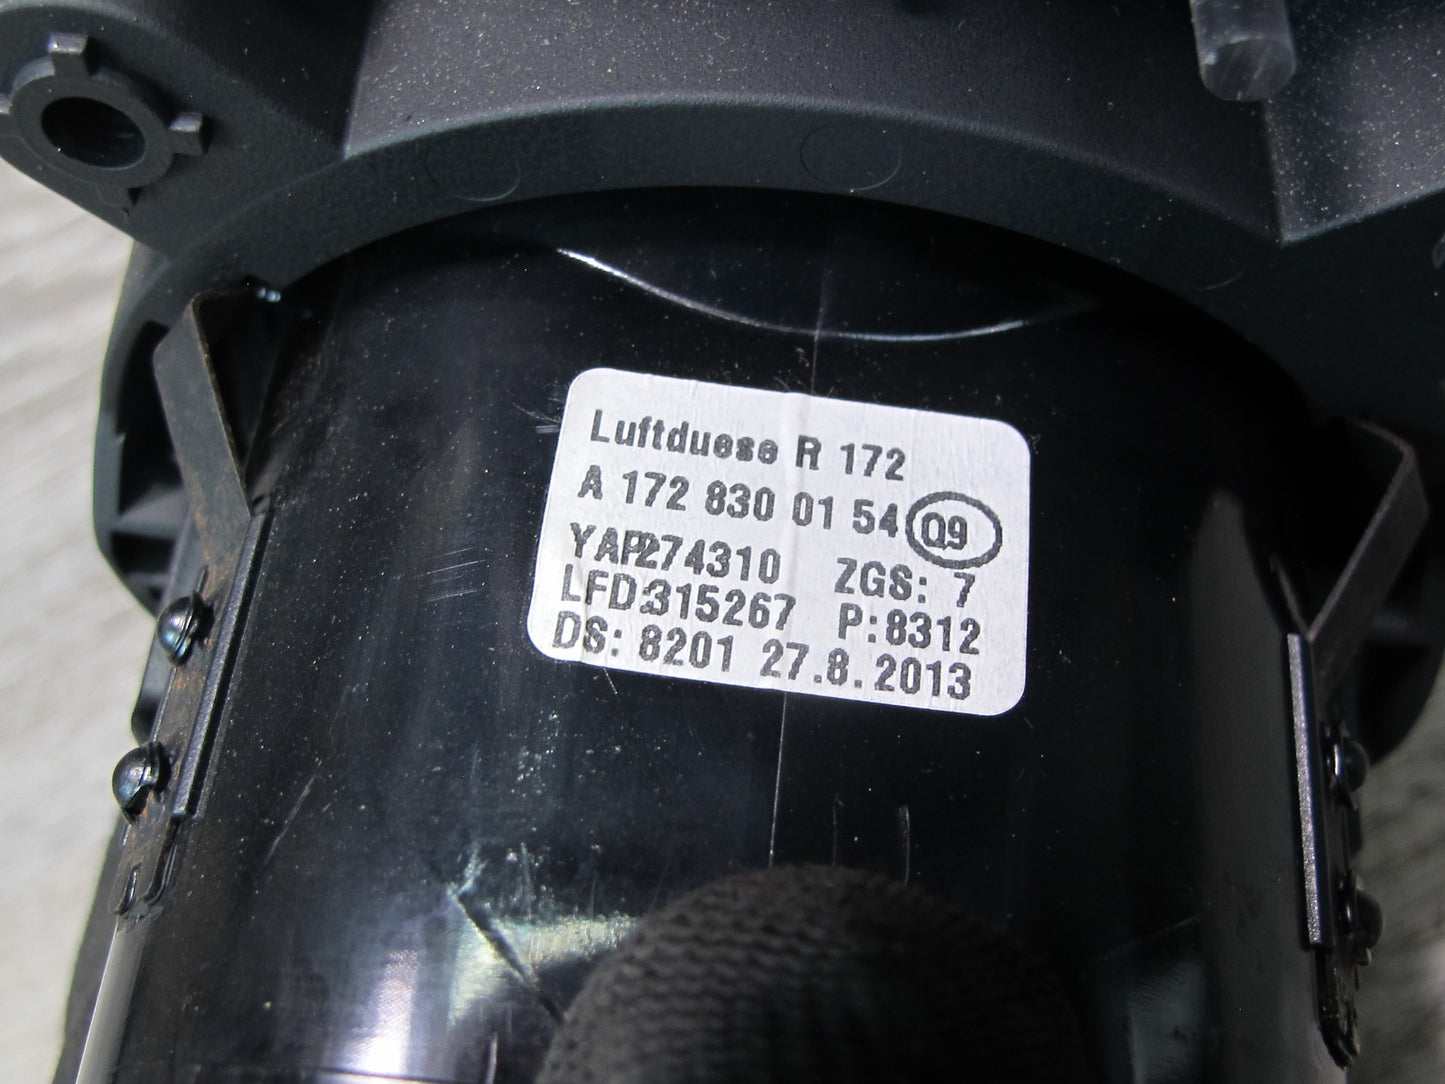 Luftduese R 172
A 172 830 01 54 Q9
YAP274310 ZGS: 7
LFD:315267 P:8312
DS: 8201 27.8.2013